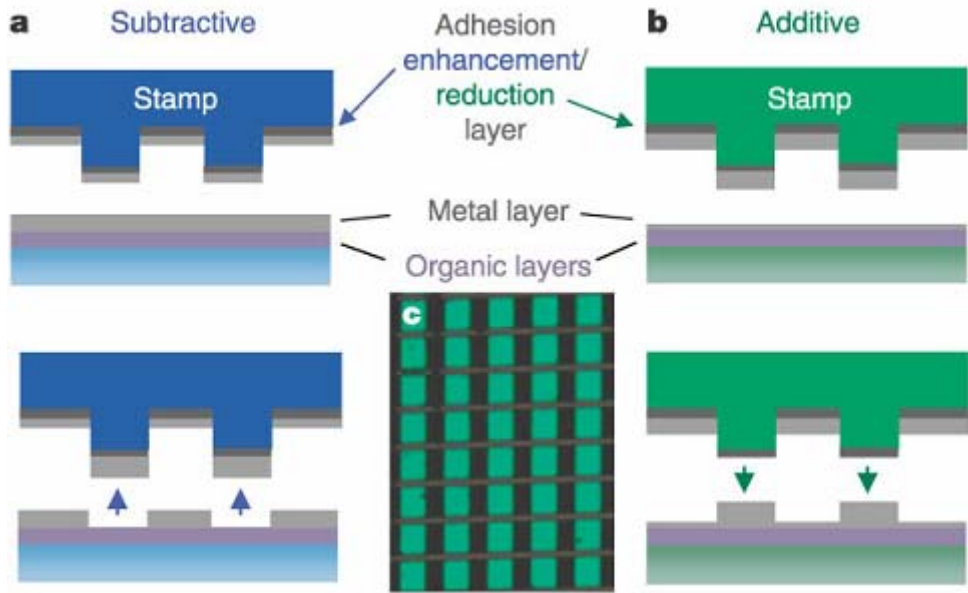 a
Subtractive
Adhesion
enhancement/
reduction
layer
b
Additive
Stamp
Stamp
Metal layer
Organic layers
c